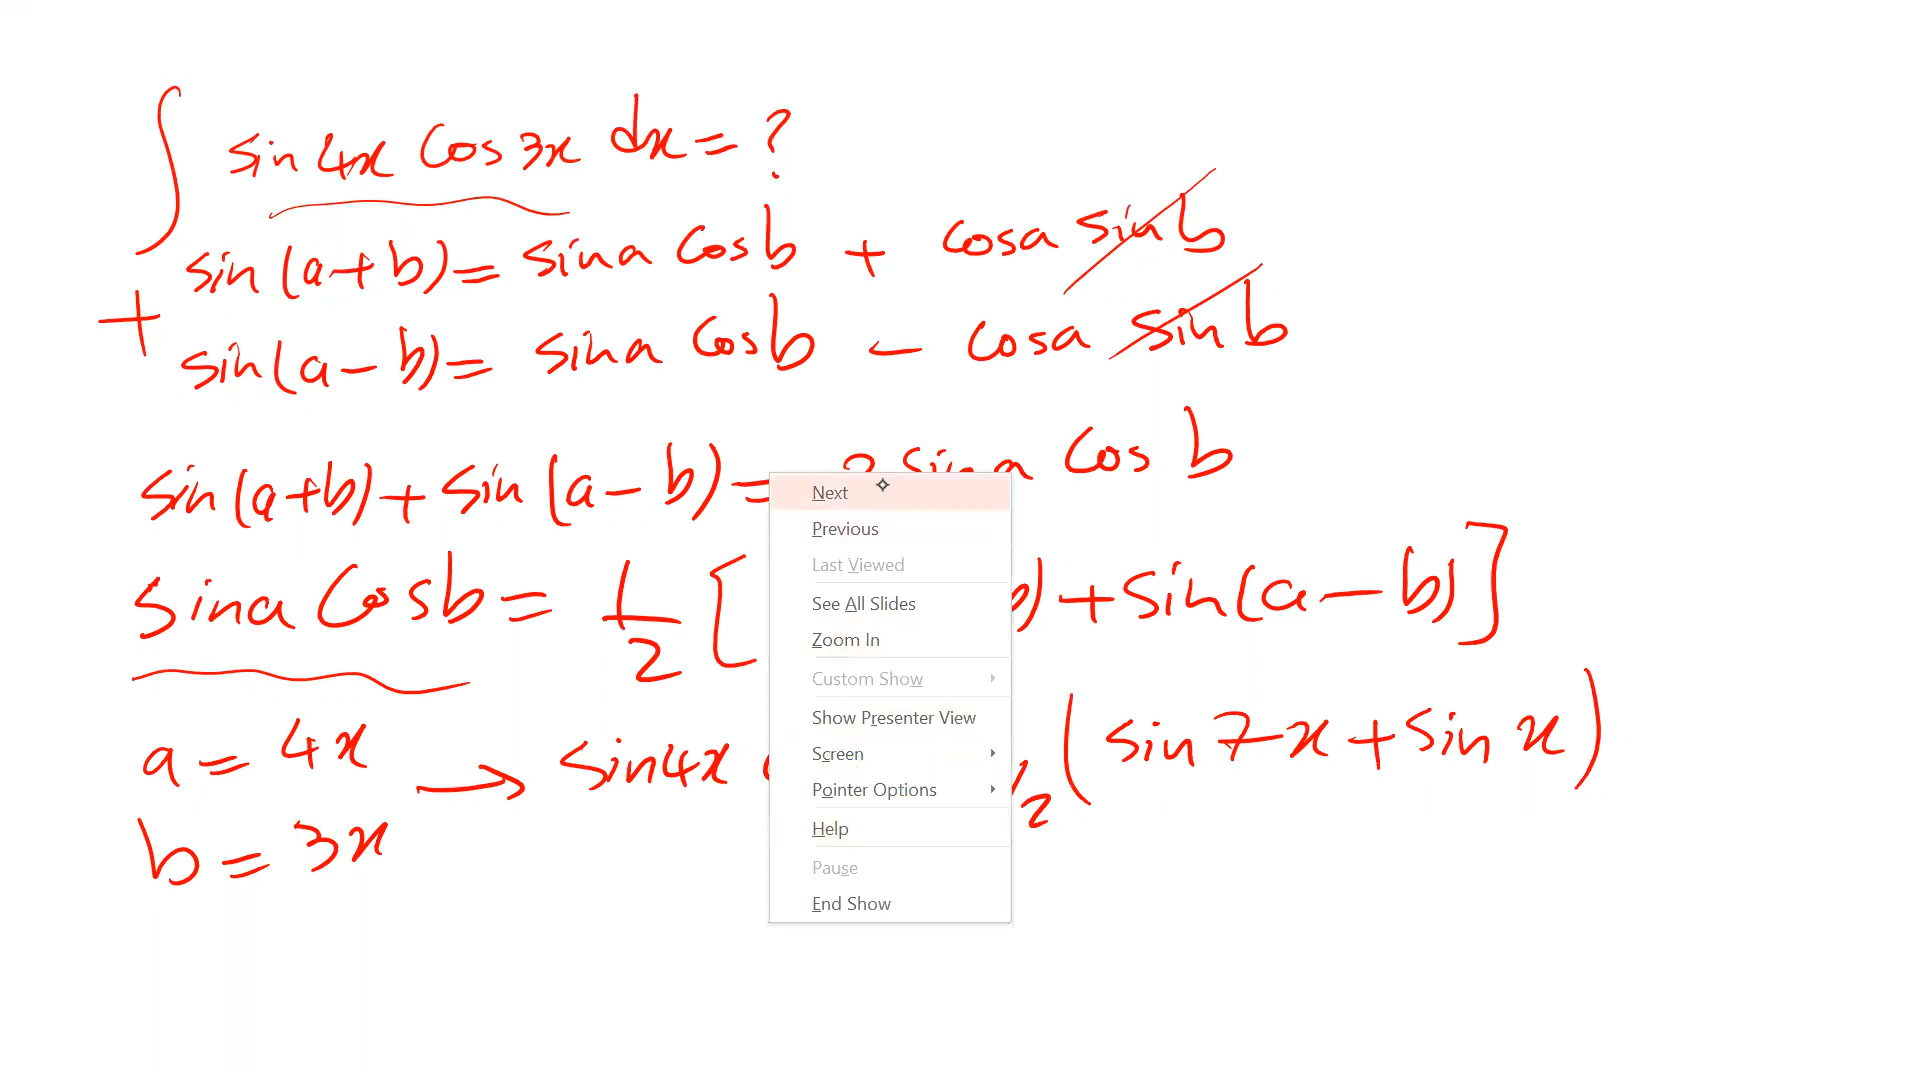 ∫ sin 4x cos 3x dx = ?
sin (a + b) = sin a cos b + cos a sin b
+
sin (a - b) = sin a cos b - cos a sin b
sin (a+b) + sin (a - b) = 2 sin a cos b
sin a cos b = 1/2 [ b) + sin (a - b) ]
a = 4x → sin 4x /2 ( sin 7x + sin x )
b = 3x
Next
Previous
Last Viewed
See All Slides
Zoom In
Custom Show
Show Presenter View
Screen
Pointer Options
Help
Pause
End Show